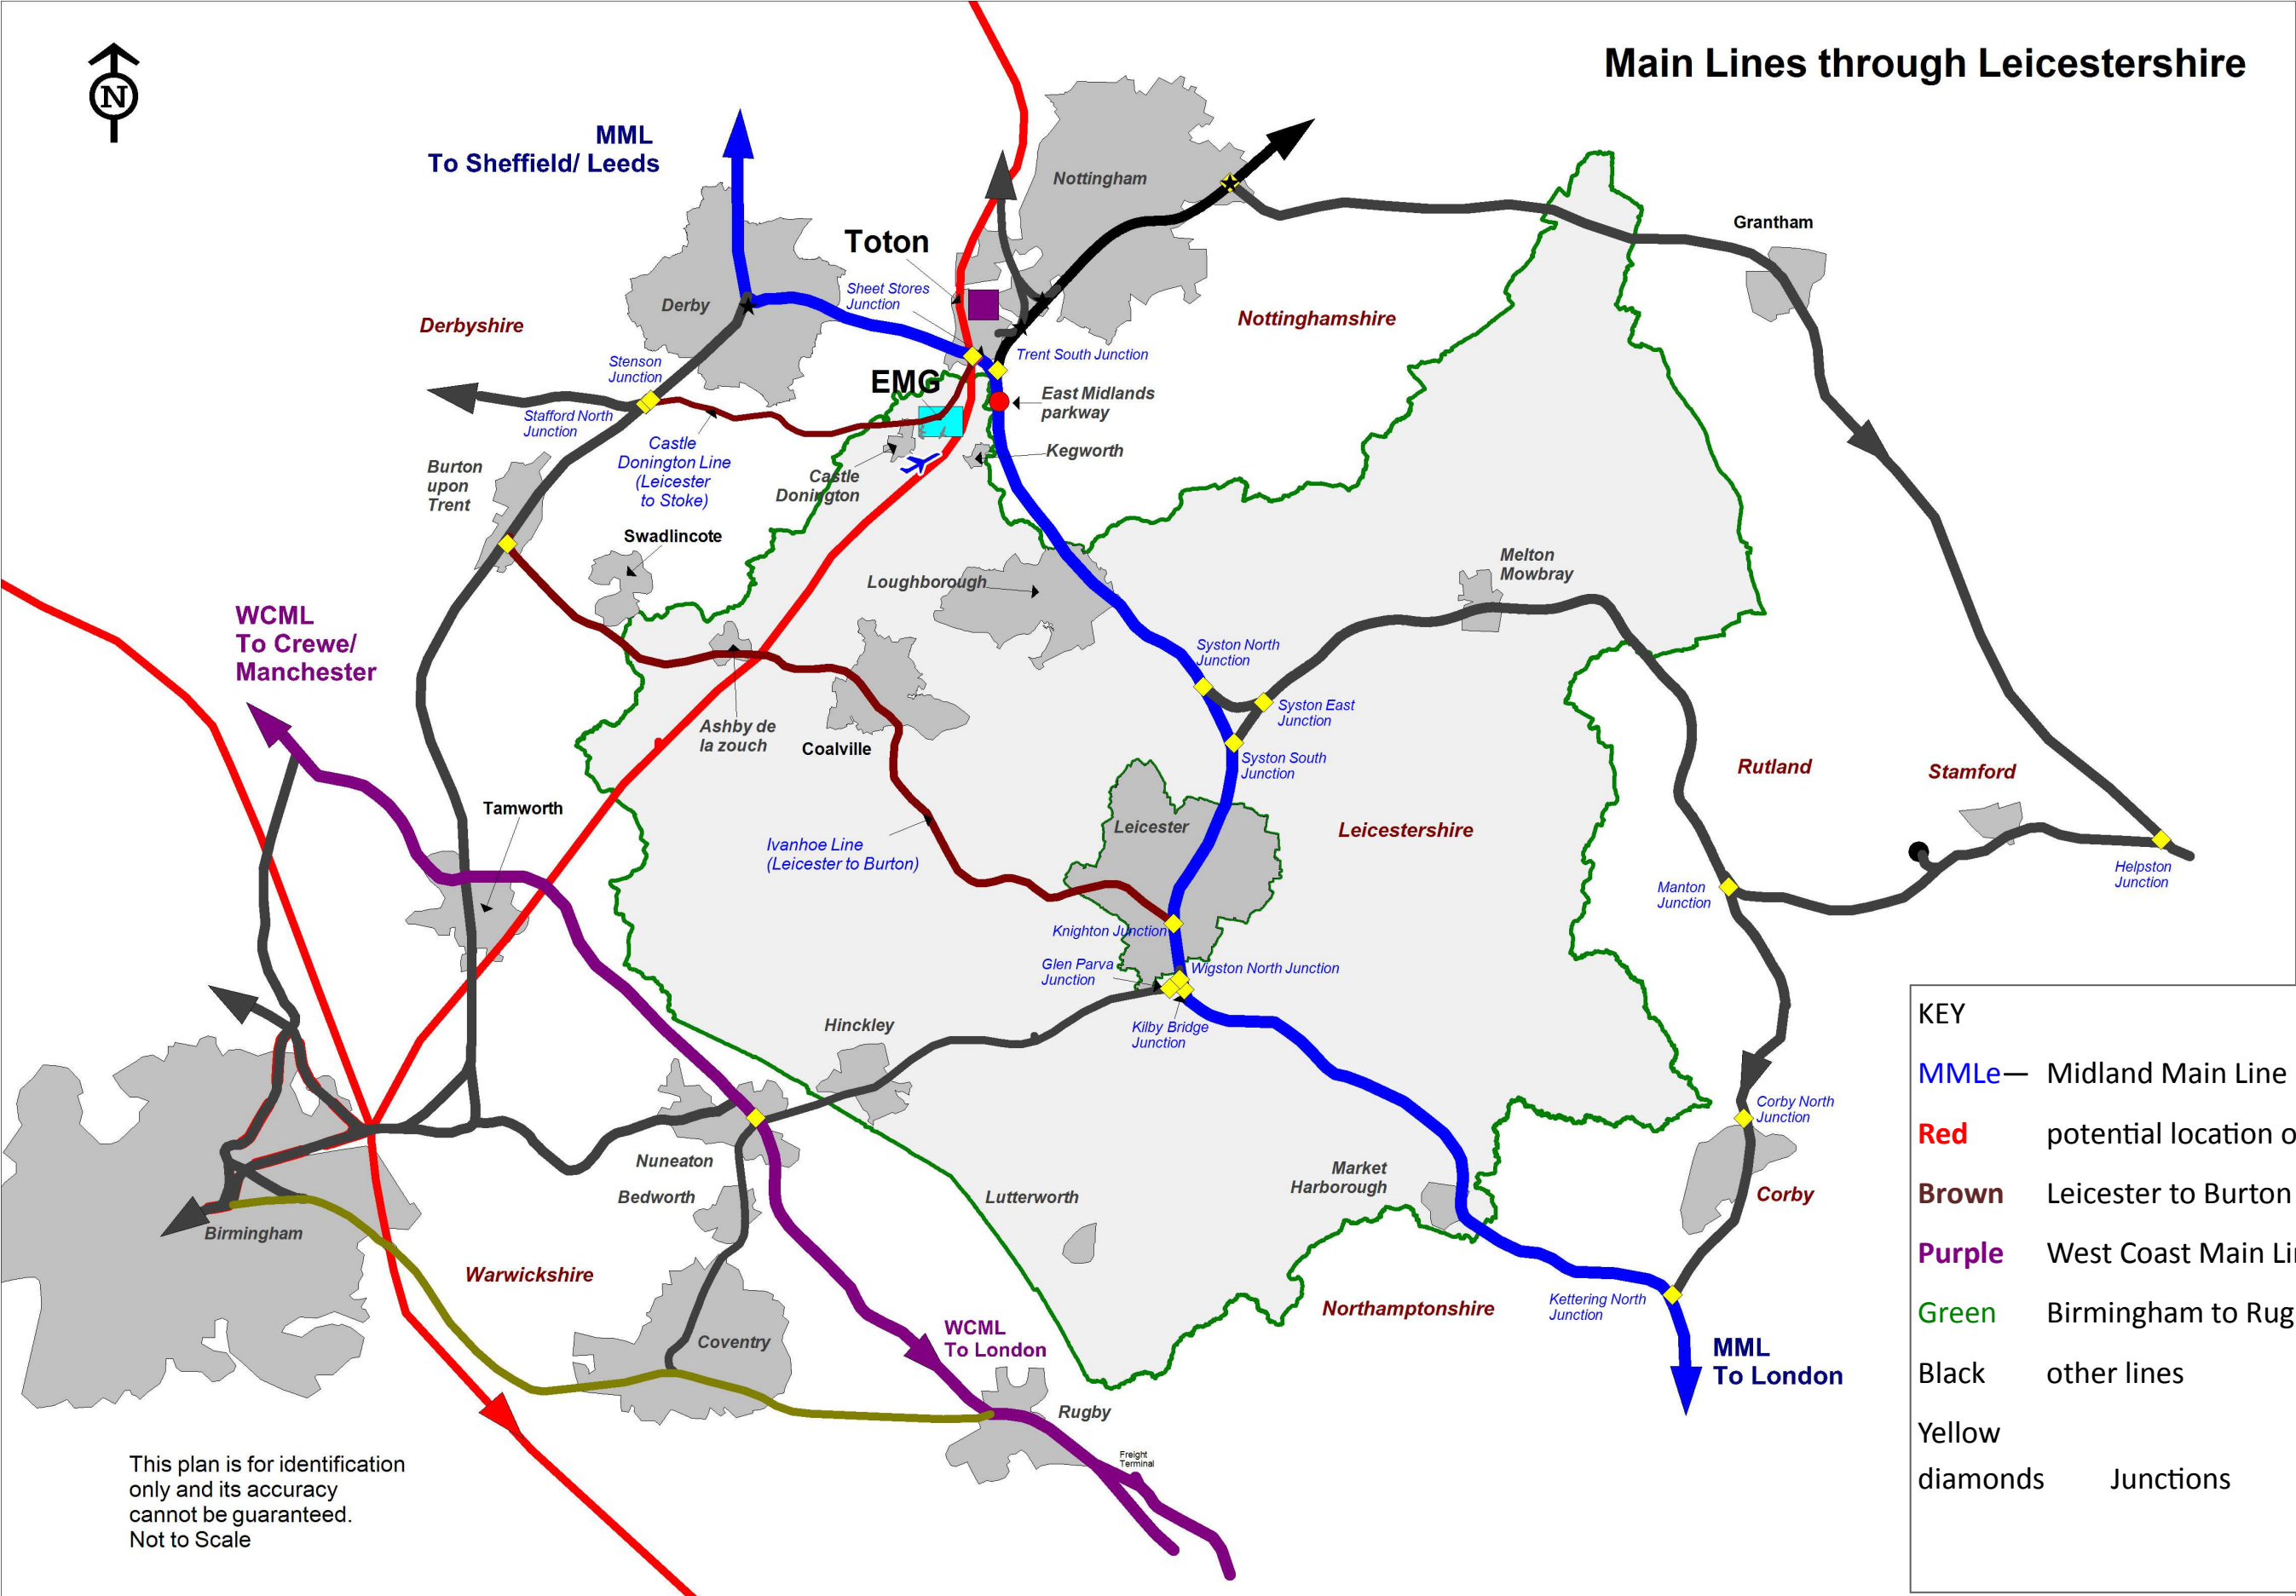 Main Lines through Leicestershire
N
MML
To Sheffield/ Leeds
Nottingham
Grantham
Toton
Sheet Stores
Junction
Derby
Derbyshire
Nottinghamshire
Trent South Junction
Stenson
Junction
EMG
East Midlands
parkway
Stafford North
Junction
Castle
Donington Line
(Leicester
to Stoke)
Kegworth
Castle
Donington
Burton
upon
Trent
Swadlincote
Loughborough
Melton
Mowbray
WCML
To Crewe/
Manchester
Syston North
Junction
Syston East
Junction
Syston South
Junction
Ashby de
la zouch
Coalville
Rutland
Stamford
Tamworth
Ivanhoe Line
(Leicester to Burton)
Leicester
Leicestershire
Helpston
Junction
Manton
Junction
Knighton Junction
Glen Parva
Junction
Wigston North Junction
Kilby Bridge
Junction
Hinckley
Corby North
Junction
Nuneaton
Bedworth
Lutterworth
Market
Harborough
Corby
Birmingham
Warwickshire
Northamptonshire
Kettering North
Junction
Coventry
WCML
To London
MML
To London
Rugby
Freight
Terminal
This plan is for identification
only and its accuracy
cannot be guaranteed.
Not to Scale
KEY
MMLe— Midland Main Line
Red potential location o
Brown Leicester to Burton
Purple West Coast Main Li
Green Birmingham to Rug
Black other lines
Yellow
diamonds Junctions